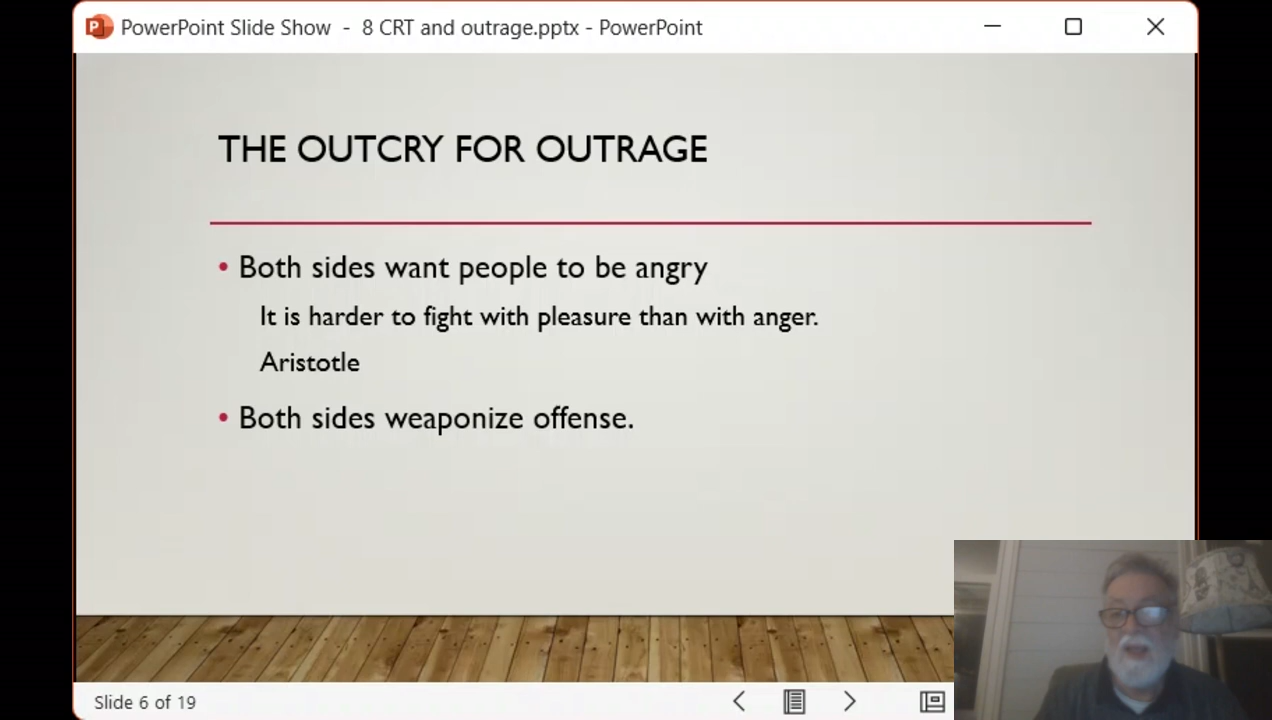 PowerPoint Slide Show - 8 CRT and outrage.pptx - PowerPoint
THE OUTCRY FOR OUTRAGE
• Both sides want people to be angry
It is harder to fight with pleasure than with anger.
Aristotle
• Both sides weaponize offense.
Slide 6 of 19